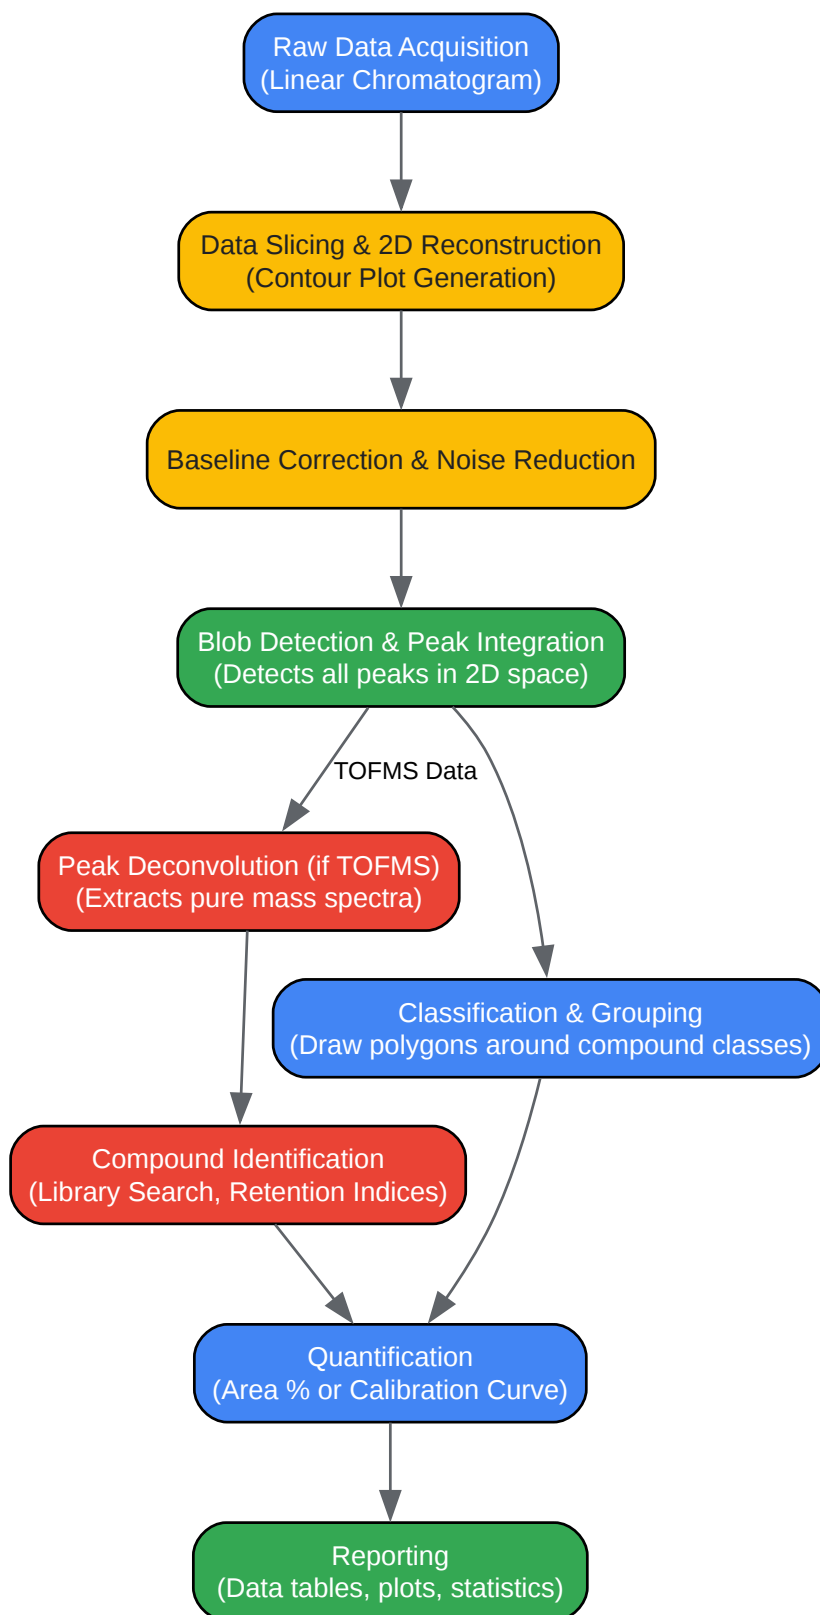 Raw Data Acquisition
(Linear Chromatogram)
Data Slicing & 2D Reconstruction
(Contour Plot Generation)
Baseline Correction & Noise Reduction
Blob Detection & Peak Integration
(Detects all peaks in 2D space)
TOFMS Data
Peak Deconvolution (if TOFMS)
(Extracts pure mass spectra)
Classification & Grouping
(Draw polygons around compound classes)
Compound Identification
(Library Search, Retention Indices)
Quantification
(Area % or Calibration Curve)
Reporting
(Data tables, plots, statistics)